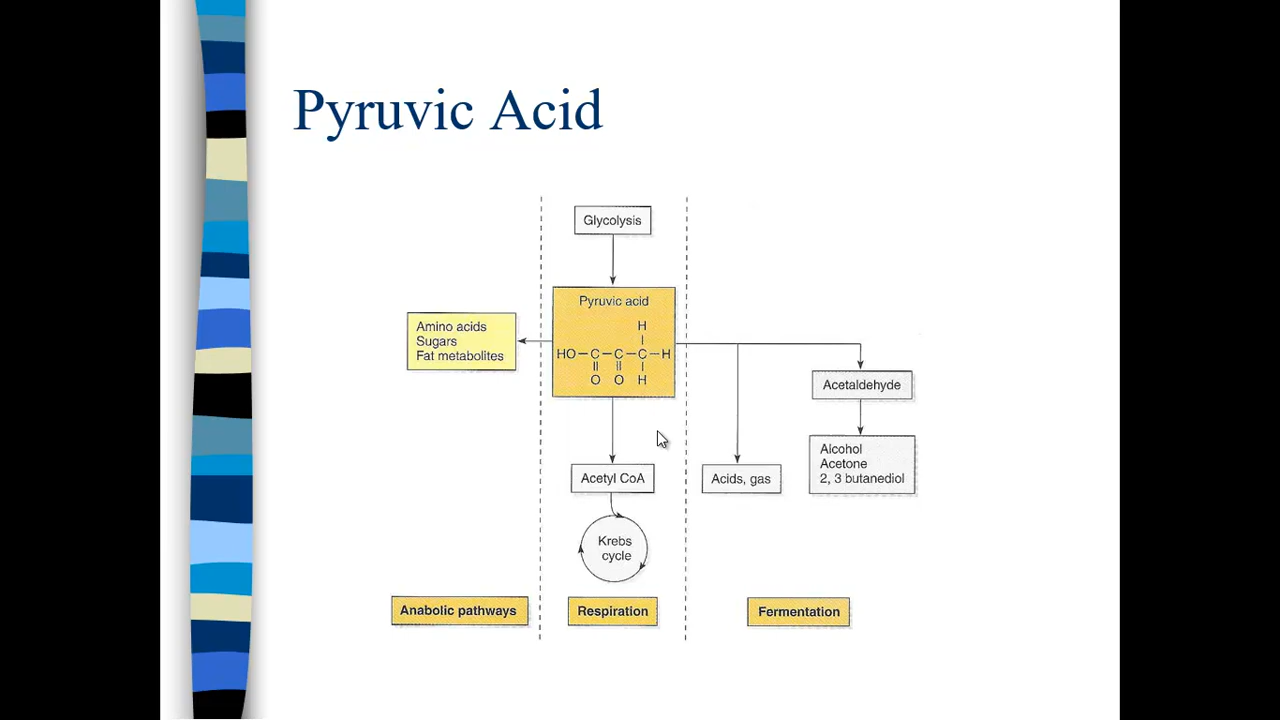 Pyruvic Acid
Glycolysis
Pyruvic acid
H
HO–C–C–C–H
O O H
Amino acids
Sugars
Fat metabolites
Acetaldehyde
Alcohol
Acetone
2, 3 butanediol
Acetyl CoA
Acids, gas
Krebs
cycle
Anabolic pathways
Respiration
Fermentation